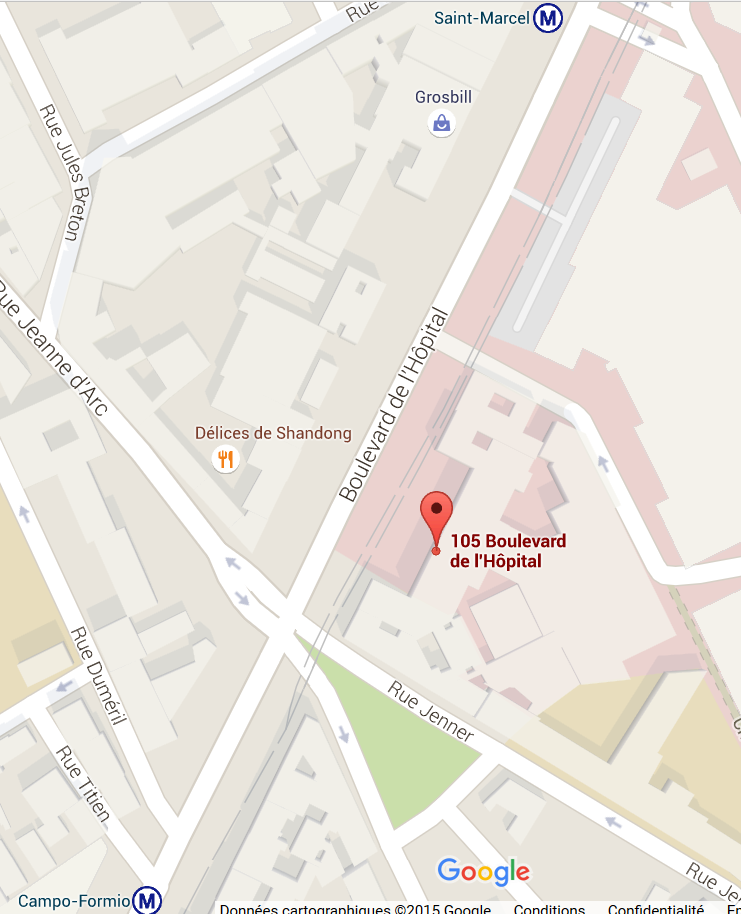 Rue
Saint-Marcel M
Grosbill
Rue Jules Breton
Rue Jeanne d'Arc
Boulevard de l'Hôpital
Délices de Shandong
105 Boulevard
de l'Hôpital
Rue Duméril
Rue Jenner
Rue Titien
Google
Rue
Campo-Formio M
Données cartographiques ©2015 Google Conditions Confidentialité